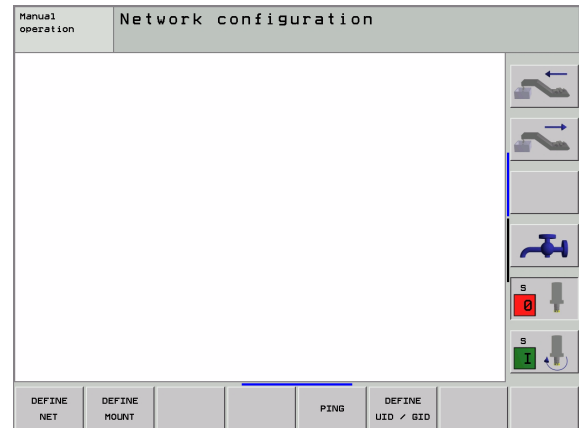 Manual
operation
Network configuration
S
0
S
I
DEFINE
NET
DEFINE
MOUNT
PING
DEFINE
UID / GID